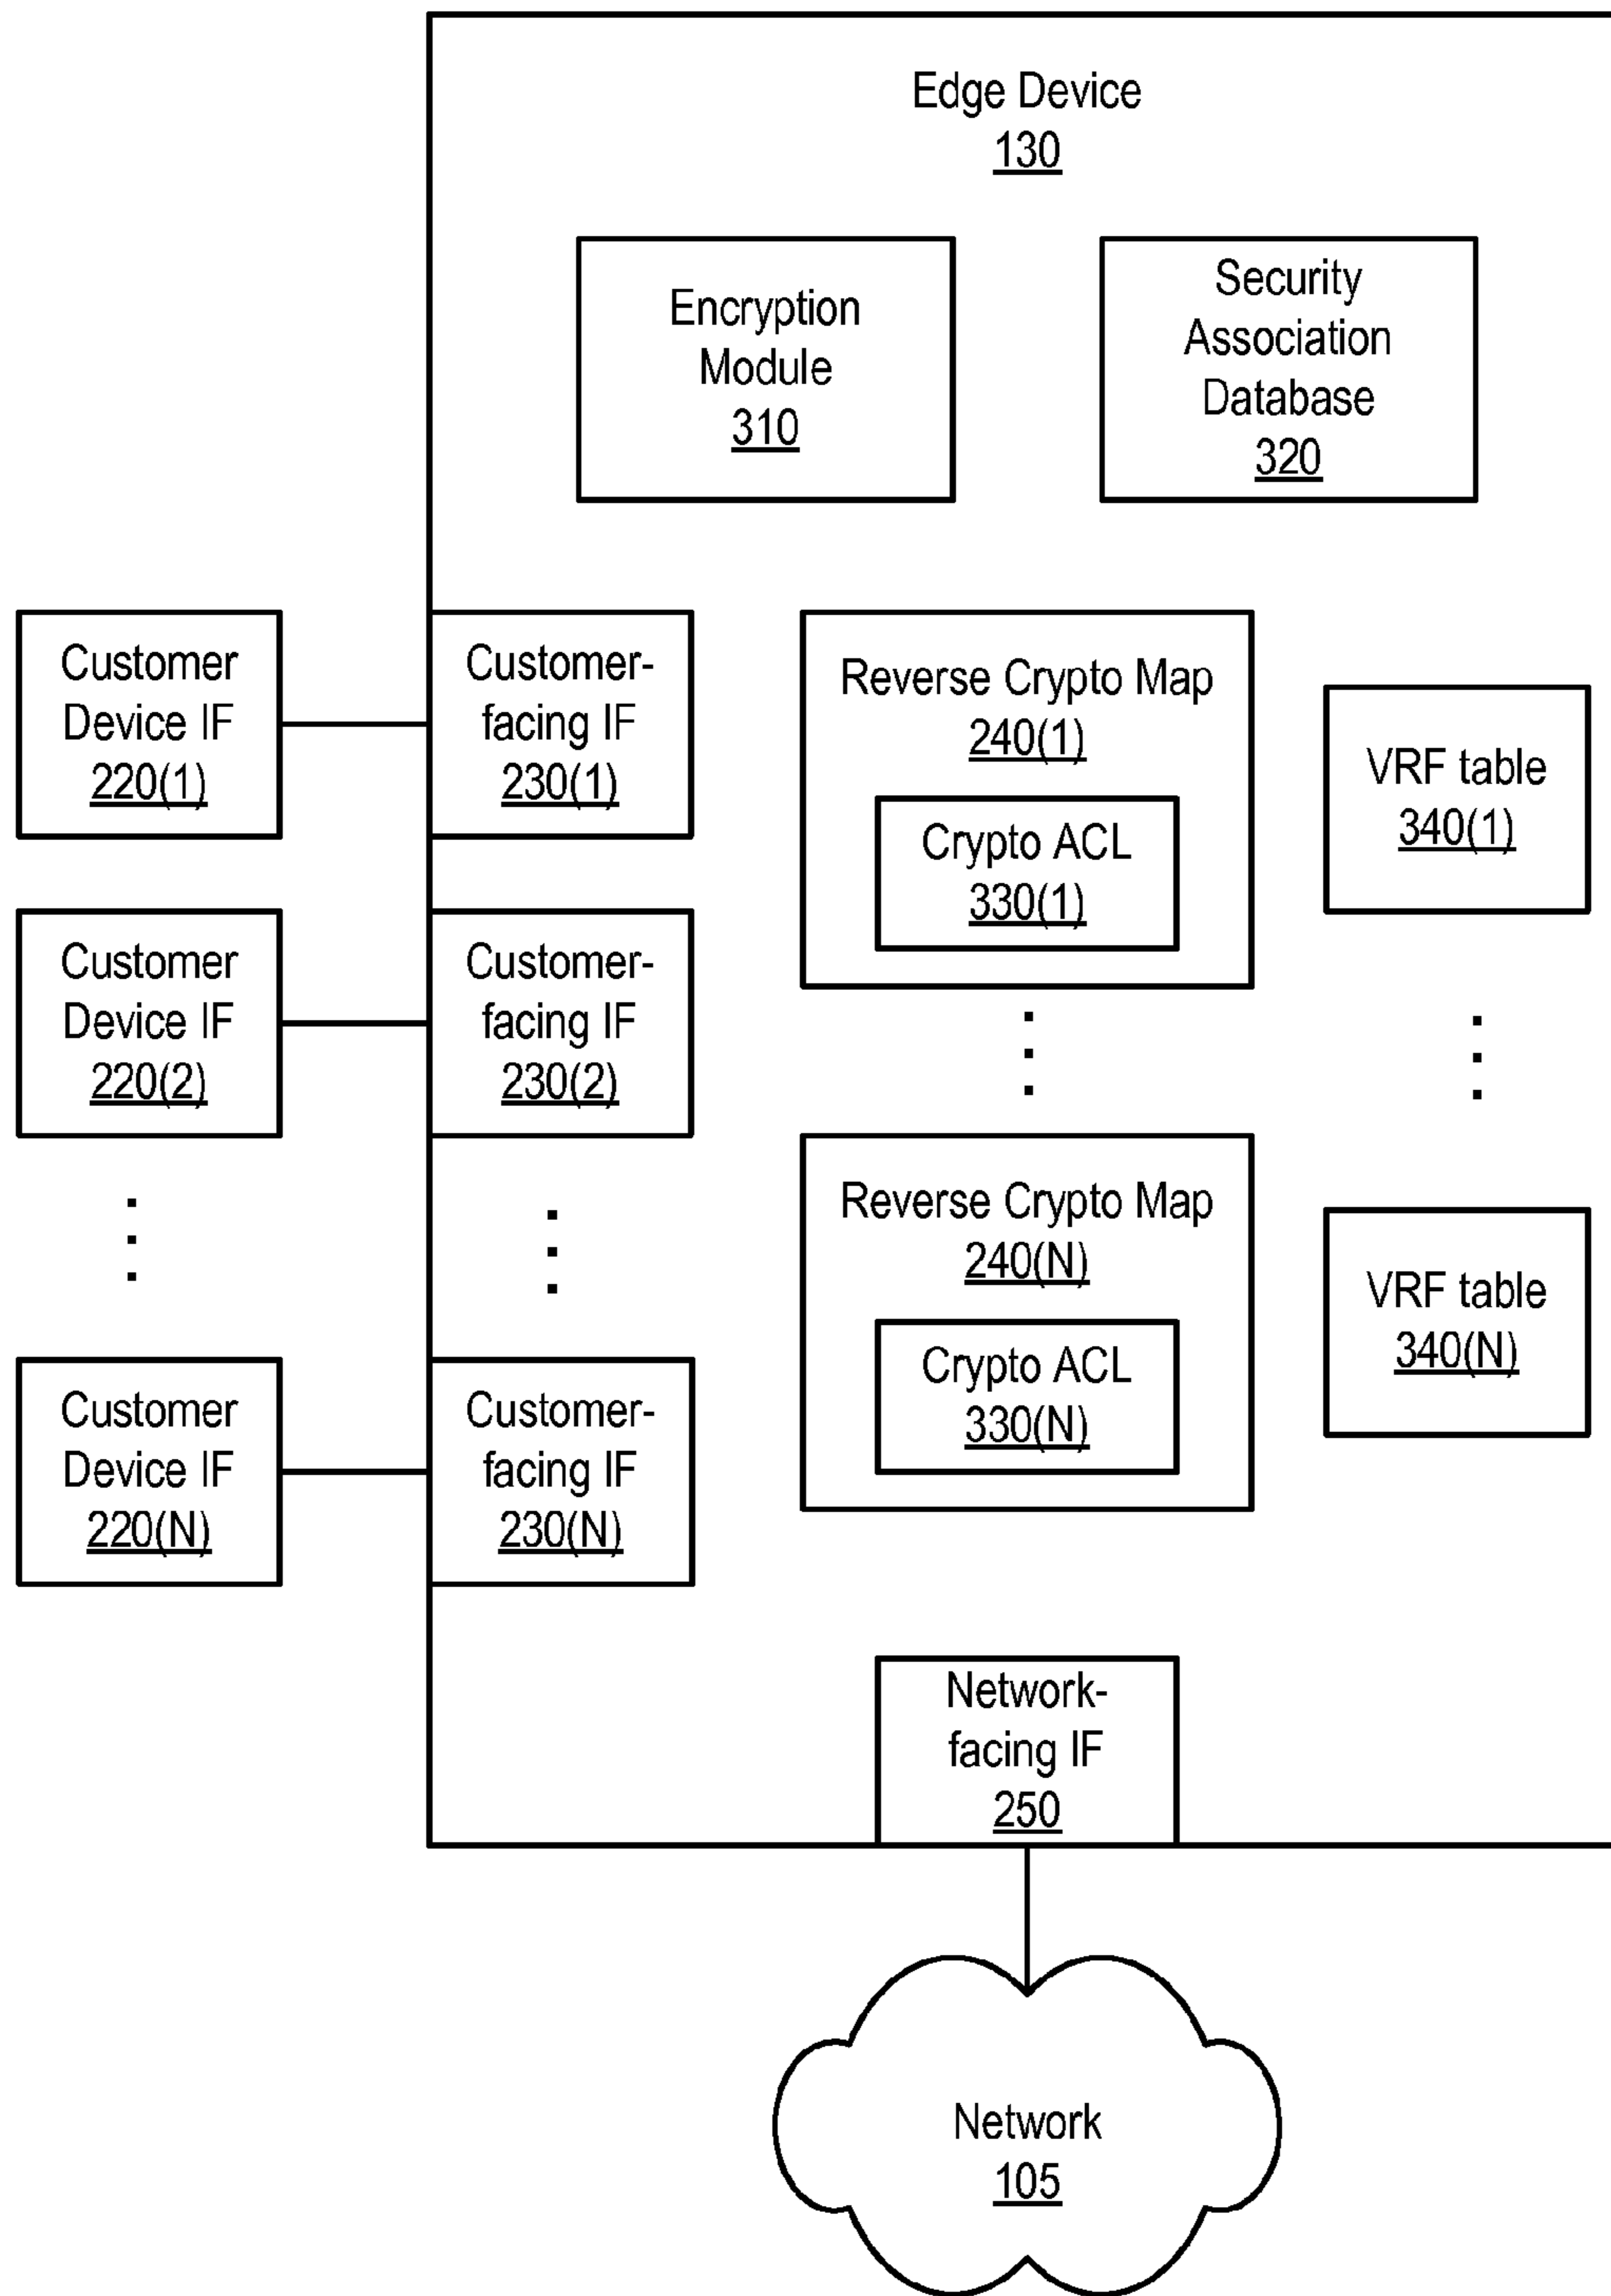 Edge Device
130
Encryption
Module
310
Security
Association
Database
320
Customer
Device IF
220(1)
Customer-
facing IF
230(1)
Reverse Crypto Map
240(1)
Crypto ACL
330(1)
VRF table
340(1)
Customer
Device IF
220(2)
Customer-
facing IF
230(2)
Reverse Crypto Map
240(N)
Crypto ACL
330(N)
VRF table
340(N)
Customer
Device IF
220(N)
Customer-
facing IF
230(N)
Network-
facing IF
250
Network
105